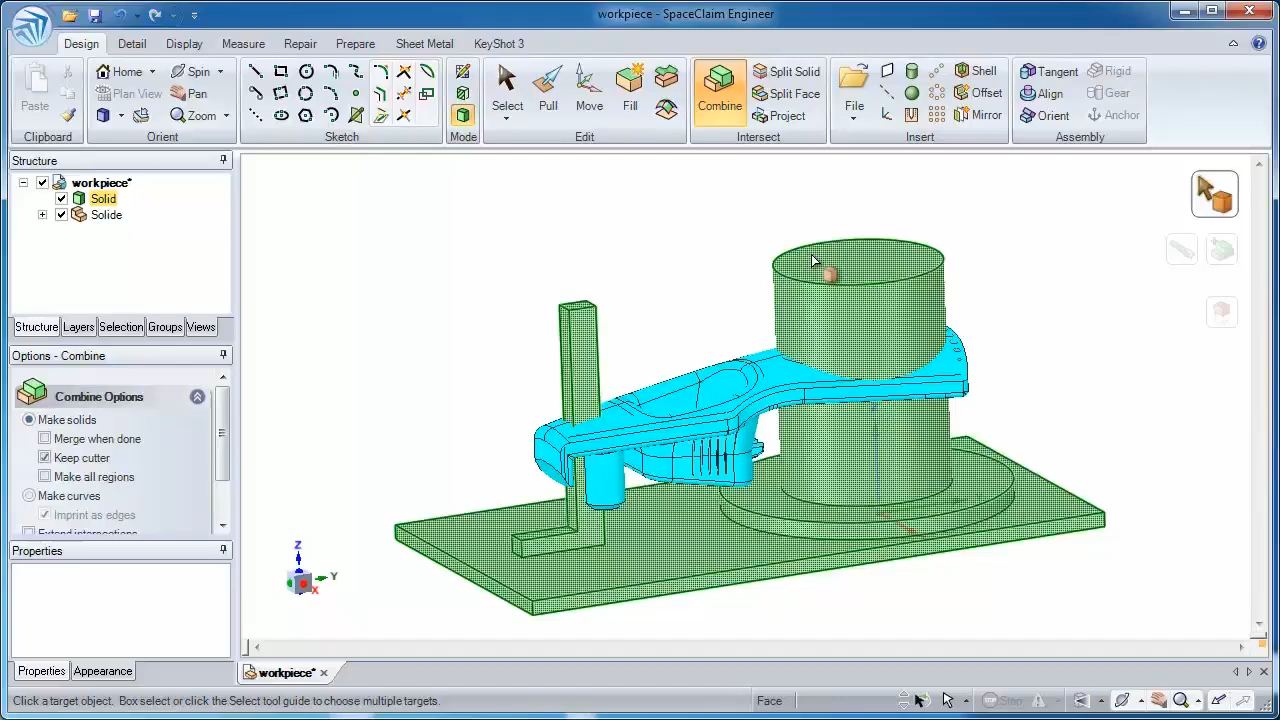 workpiece - SpaceClaim Engineer
Design Detail Display Measure Repair Prepare Sheet Metal KeyShot 3
Paste
Clipboard
Home Spin
Plan View Pan
Zoom
Orient
Sketch
Mode
Select Pull Move Fill
Edit
Combine
Split Solid
Split Face
Project
Intersect
File
Shell
Offset
Mirror
Insert
Tangent Rigid
Align Gear
Orient Anchor
Assembly
Structure
workpiece*
Solid
Solide
Structure Layers Selection Groups Views
Options - Combine
Combine Options
Make solids
Merge when done
Keep cutter
Make all regions
Make curves
Imprint as edges
Properties
Properties Appearance
Z
Y
X
workpiece*
Click a target object. Box select or click the Select tool guide to choose multiple targets.
Face
Stop